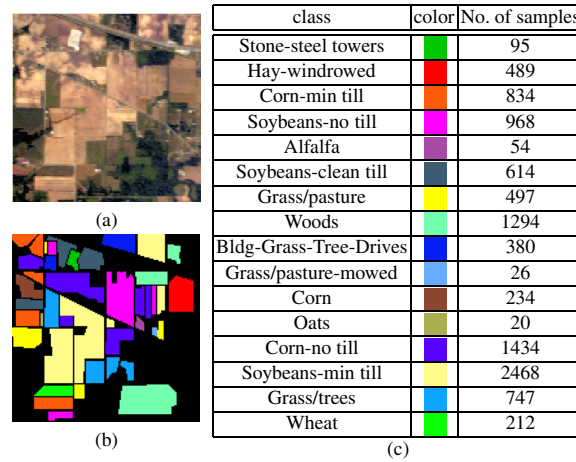 class color No. of samples
Stone-steel towers 95
Hay-windrowed 489
Corn-min till 834
Soybeans-no till 968
Alfalfa 54
Soybeans-clean till 614
Grass/pasture 497
Woods 1294
Bldg-Grass-Tree-Drives 380
Grass/pasture-mowed 26
Corn 234
Oats 20
Corn-no till 1434
Soybeans-min till 2468
Grass/trees 747
Wheat 212
(a)
(b)
(c)